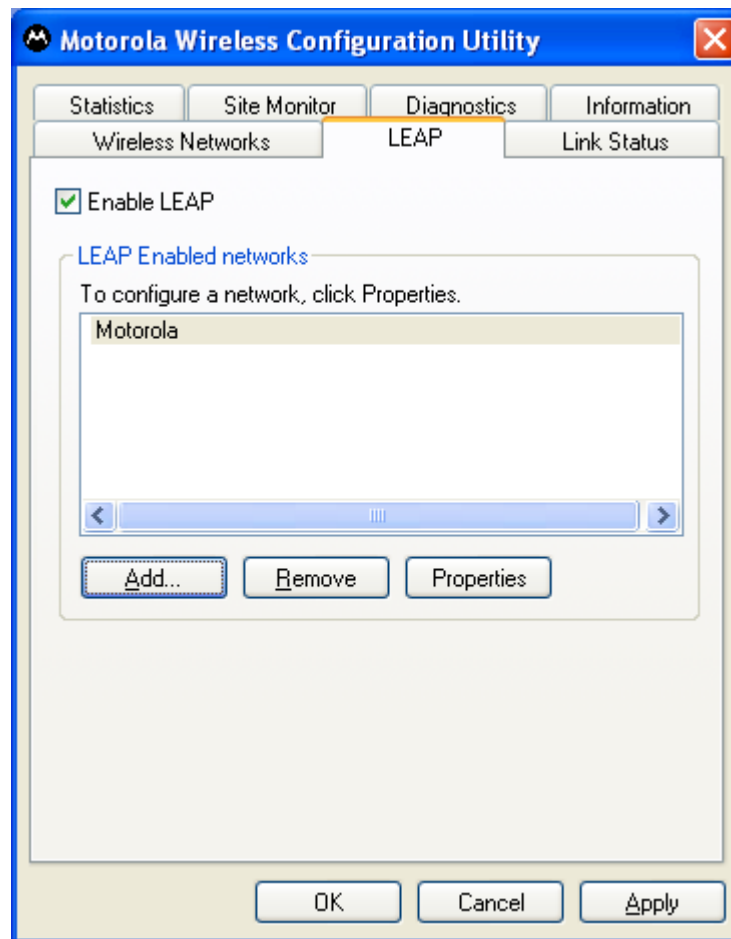 Motorola Wireless Configuration Utility
Statistics Site Monitor Diagnostics Information
Wireless Networks LEAP Link Status
Enable LEAP
LEAP Enabled networks
To configure a network, click Properties.
Motorola
Add... Remove Properties
OK Cancel Apply